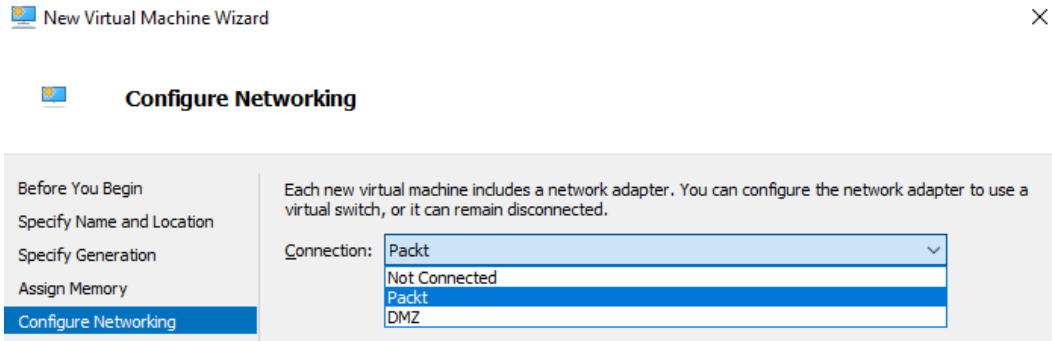 New Virtual Machine Wizard
Configure Networking
Before You Begin
Specify Name and Location
Specify Generation
Assign Memory
Configure Networking
Each new virtual machine includes a network adapter. You can configure the network adapter to use a
virtual switch, or it can remain disconnected.
Connection: Packt
Not Connected
Packt
DMZ